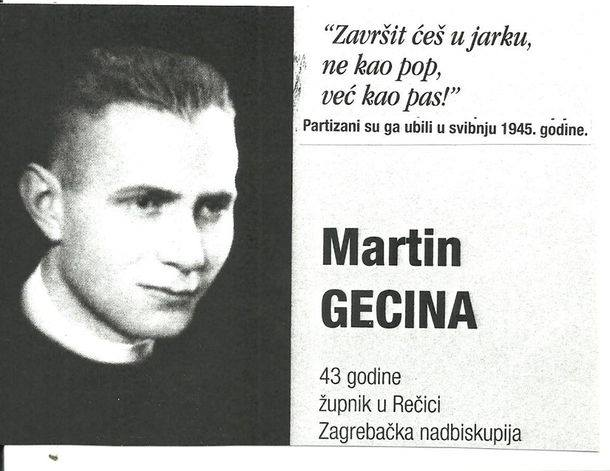 “Završit ćeš u jarku,
ne kao pop,
već kao pas!”
Partizani su ga ubili u svibnju 1945. godine.
Martin
GECINA
43 godine
župnik u Rečici
Zagrebačka nadbiskupija